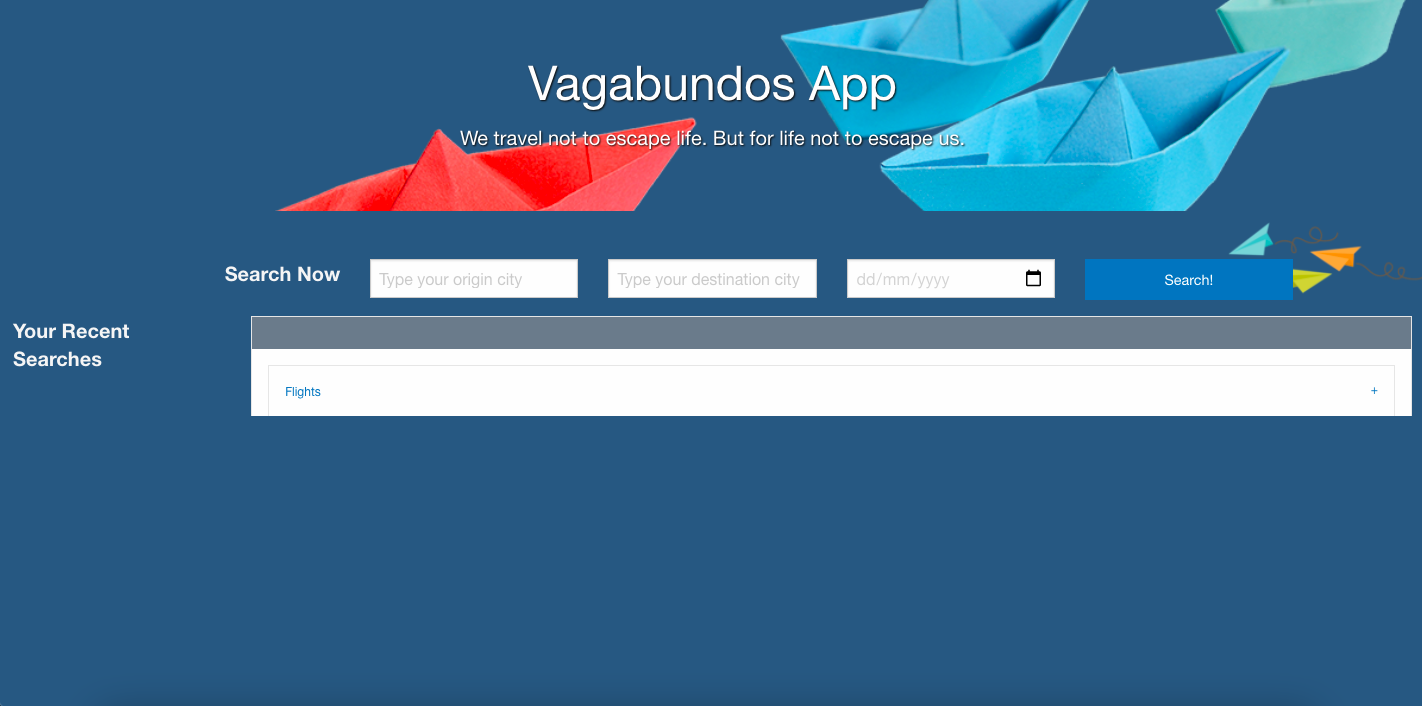 Vagabundos App
We travel not to escape life. But for life not to escape us.
Search Now
Type your origin city
Type your destination city
dd/mm/yyyy
Search!
Your Recent
Searches
Flights
+